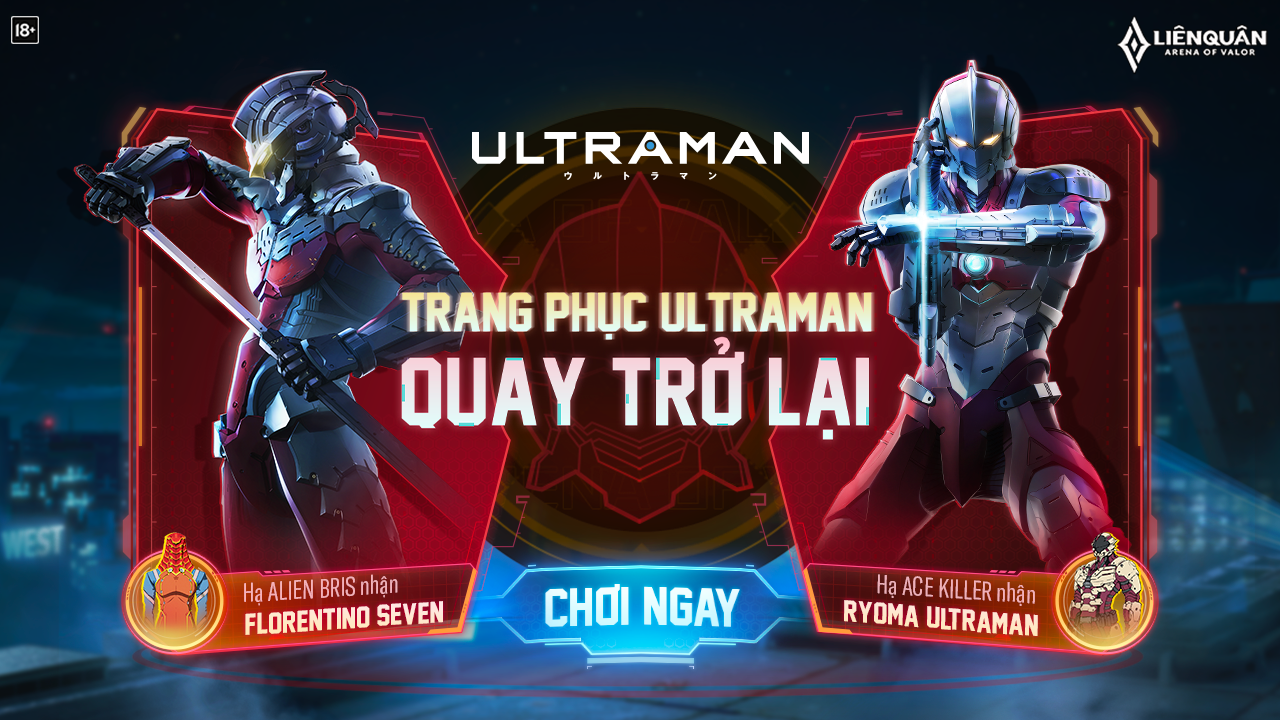 18+
LIÊNQUÂN
ARENA OF VALOR
ULTRAMAN
ウルトラマン
TRANG PHỤC ULTRAMAN
QUAY TRỞ LẠI
WEST
Hạ ALIEN BRIS nhận
FLORENTINO SEVEN
CHƠI NGAY
Hạ ACE KILLER nhận
RYOMA ULTRAMAN